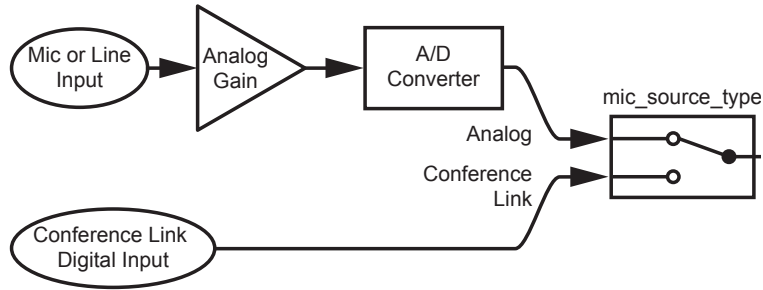 Mic or Line
Input
Analog
Gain
A/D
Converter
mic_source_type
Analog
Conference
Link
Conference Link
Digital Input